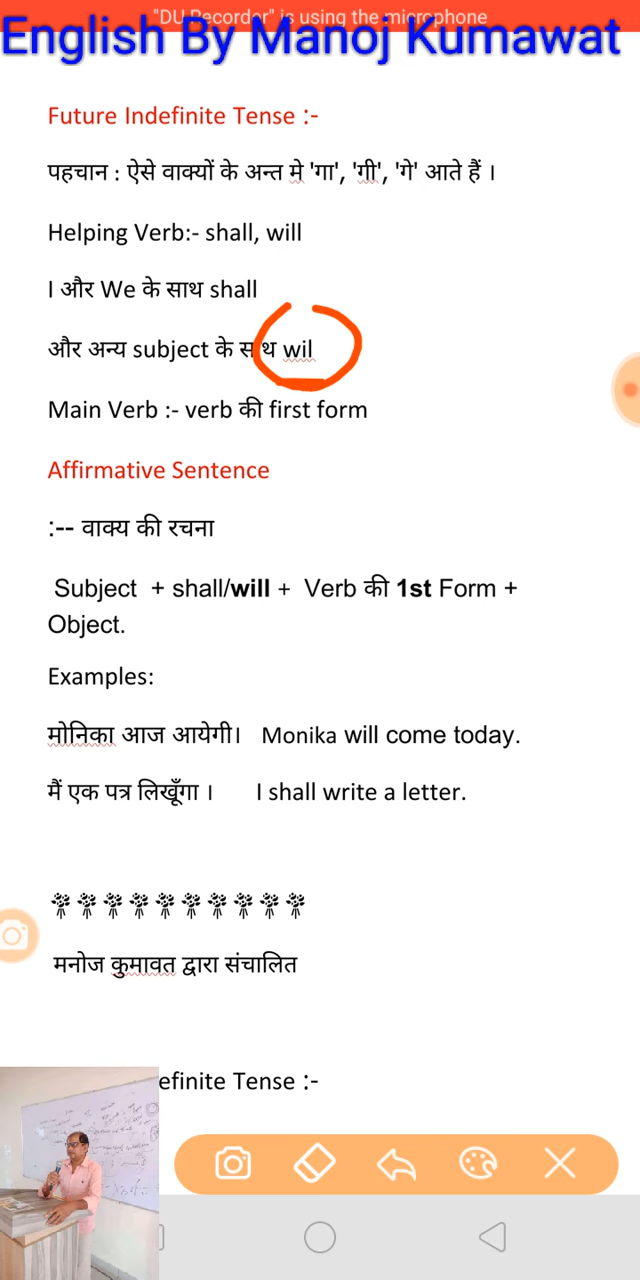 "DU Recorder" is using the microphone
English By Manoj Kumawat
Future Indefinite Tense :-
पहचान : ऐसे वाक्यों के अन्त मे 'गा', 'गी', 'गे' आते हैं ।
Helping Verb:- shall, will
I और We के साथ shall
और अन्य subject के साथ wil
Main Verb :- verb की first form
Affirmative Sentence
:-- वाक्य की रचना
Subject + shall/will + Verb की 1st Form +
Object.
Examples:
मोनिका आज आयेगी। Monika will come today.
मैं एक पत्र लिखूँगा । I shall write a letter.
मनोज कुमावत द्वारा संचालित
efinite Tense :-